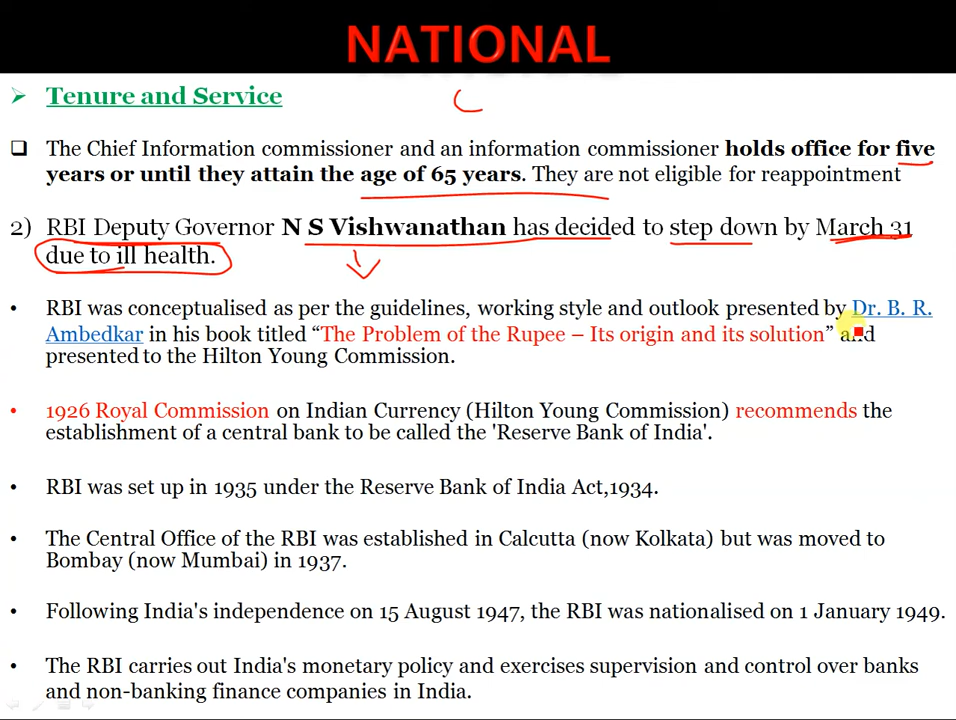 NATIONAL
➢ Tenure and Service
❑ The Chief Information commissioner and an information commissioner holds office for five
years or until they attain the age of 65 years. They are not eligible for reappointment
2) RBI Deputy Governor N S Vishwanathan has decided to step down by March 31
due to ill health.
• RBI was conceptualised as per the guidelines, working style and outlook presented by Dr. B. R.
Ambedkar in his book titled “The Problem of the Rupee – Its origin and its solution” and
presented to the Hilton Young Commission.
• 1926 Royal Commission on Indian Currency (Hilton Young Commission) recommends the
establishment of a central bank to be called the 'Reserve Bank of India'.
• RBI was set up in 1935 under the Reserve Bank of India Act,1934.
• The Central Office of the RBI was established in Calcutta (now Kolkata) but was moved to
Bombay (now Mumbai) in 1937.
• Following India's independence on 15 August 1947, the RBI was nationalised on 1 January 1949.
• The RBI carries out India's monetary policy and exercises supervision and control over banks
and non-banking finance companies in India.